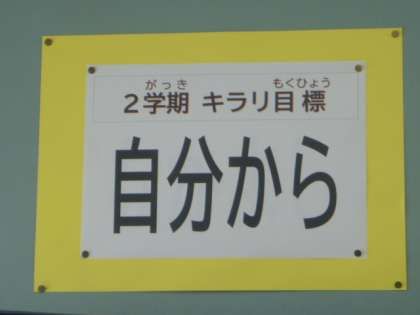 がっき もくひょう
2学期 キラリ目標
自分から